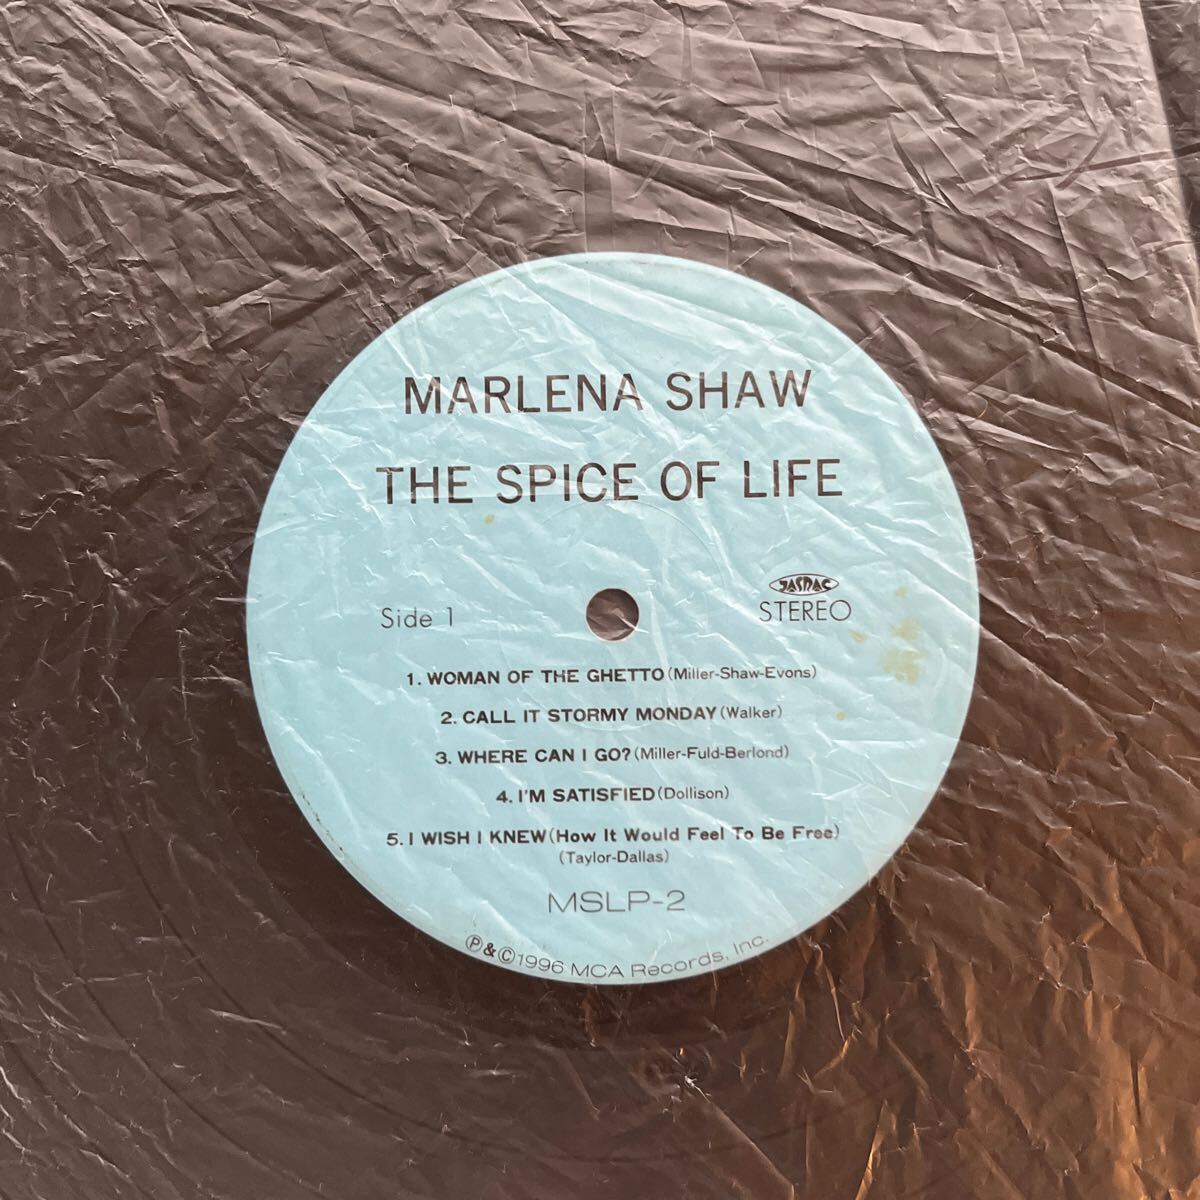 MARLENA SHAW
THE SPICE OF LIFE
JASRAC
Side 1
STEREO
1. WOMAN OF THE GHETTO (Miller-Shaw-Evons)
2. CALL IT STORMY MONDAY (Walker)
3. WHERE CAN I GO? (Miller-Fuld-Berlond)
4. I'M SATISFIED (Dollison)
5. I WISH I KNEW (How It Would Feel To Be Free)
(Taylor-Dallas)
MSLP-2
℗&©1996 MCA Records, Inc.